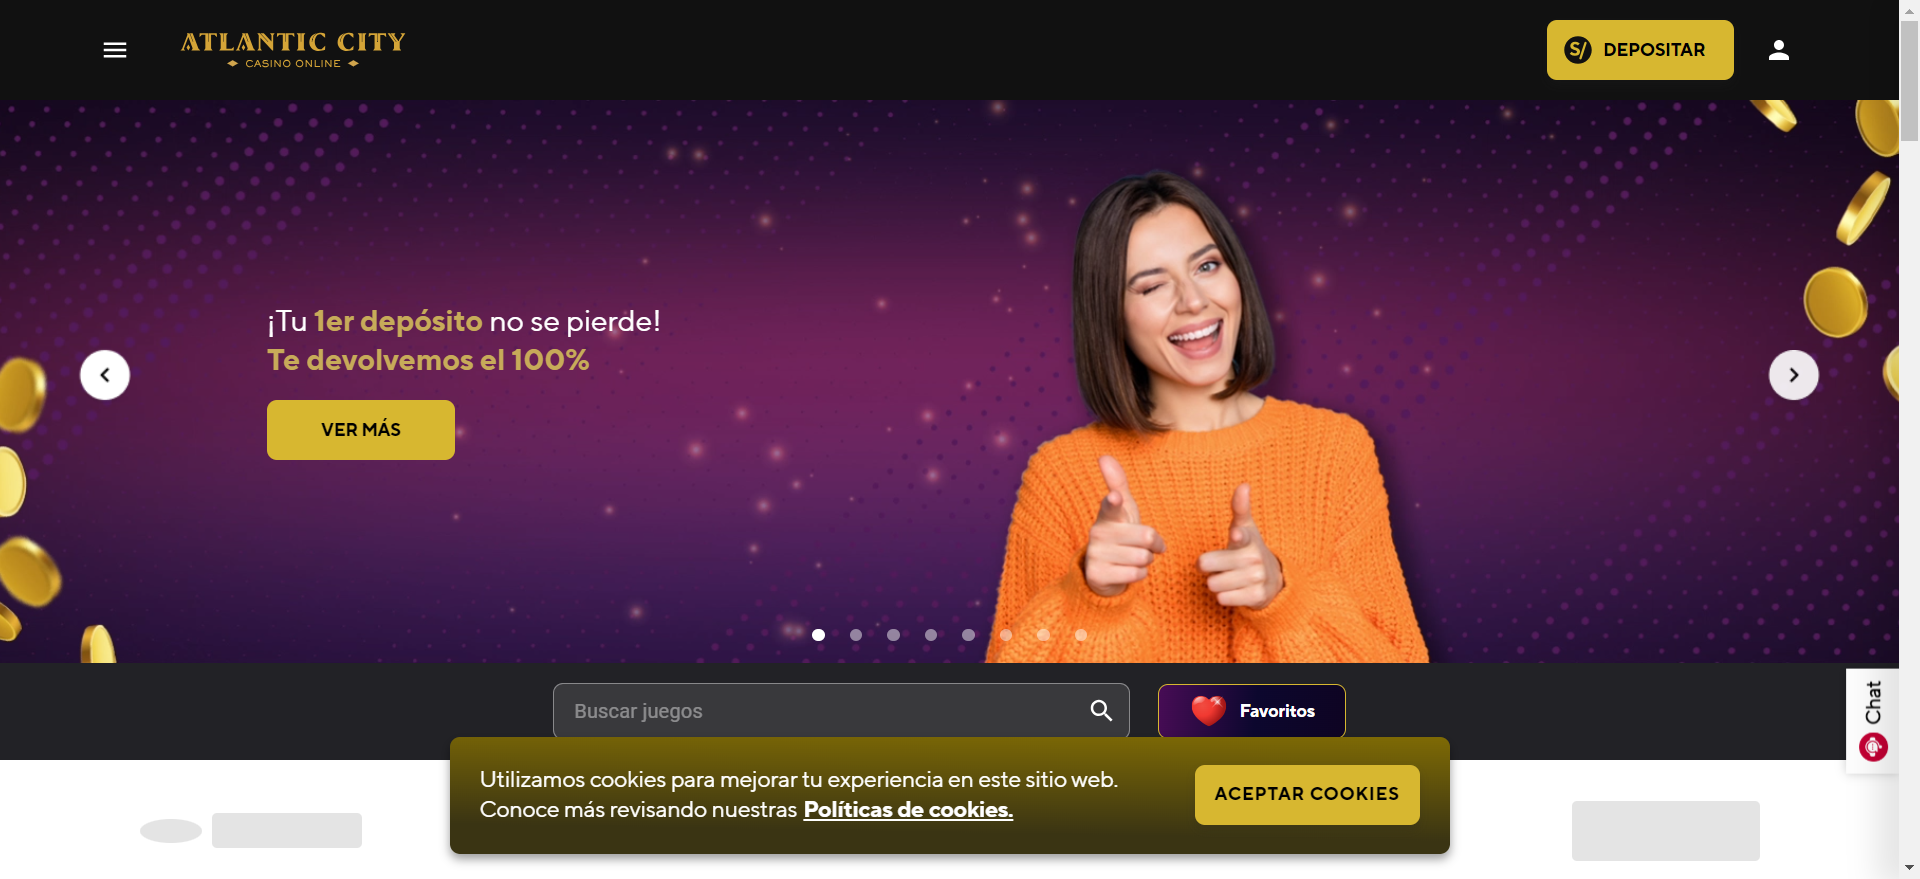 ATLANTIC CITY
CASINO ONLINE
S/ DEPOSITAR
¡Tu 1er depósito no se pierde!
Te devolvemos el 100%
VER MÁS
Buscar juegos
Favoritos
Chat
Utilizamos cookies para mejorar tu experiencia en este sitio web.
Conoce más revisando nuestras Políticas de cookies.
ACEPTAR COOKIES